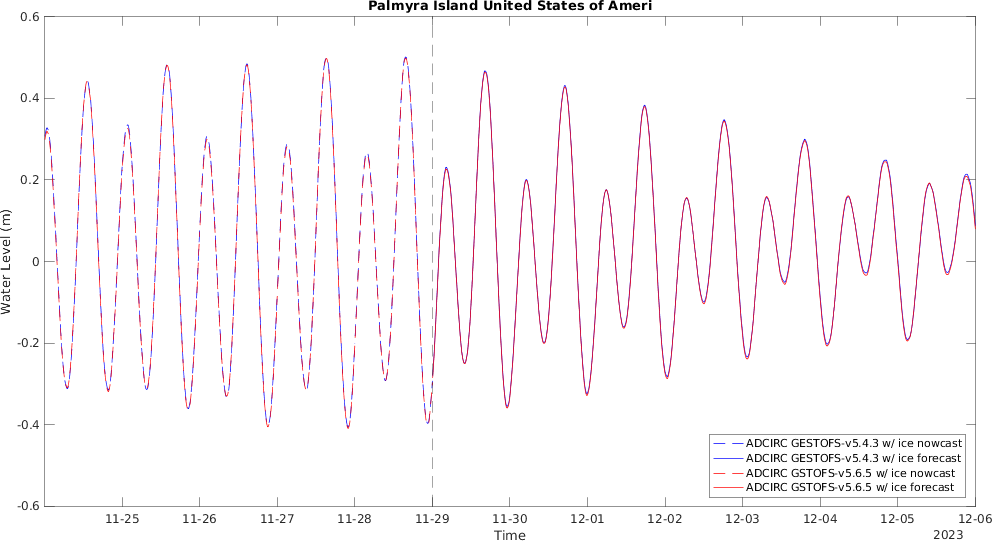 Palmyra Island United States of Ameri
0.6
0.4
0.2
0
-0.2
-0.4
-0.6
Water Level (m)
11-25 11-26 11-27 11-28 11-29 11-30 12-01 12-02 12-03 12-04 12-05 12-06
2023
Time
ADCIRC GESTOFS-v5.4.3 w/ ice nowcast
ADCIRC GESTOFS-v5.4.3 w/ ice forecast
ADCIRC GSTOFS-v5.6.5 w/ ice nowcast
ADCIRC GSTOFS-v5.6.5 w/ ice forecast